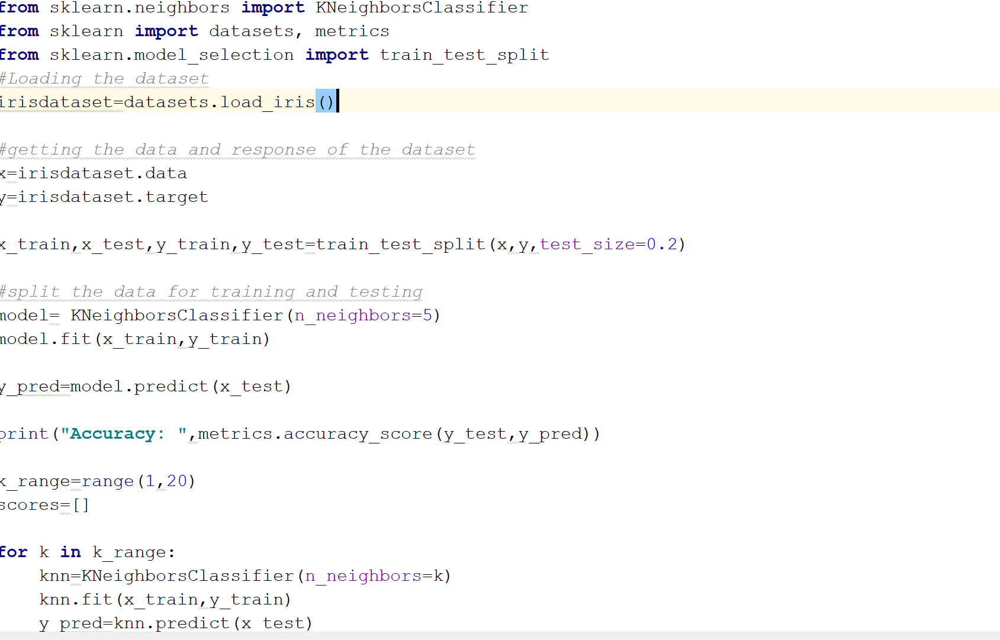 from sklearn.neighbors import KNeighborsClassifier
from sklearn import datasets, metrics
from sklearn.model_selection import train_test_split
#Loading the dataset
irisdataset=datasets.load_iris()
#getting the data and response of the dataset
x=irisdataset.data
y=irisdataset.target
x_train,x_test,y_train,y_test=train_test_split(x,y,test_size=0.2)
#split the data for training and testing
model= KNeighborsClassifier(n_neighbors=5)
model.fit(x_train,y_train)
y_pred=model.predict(x_test)
print("Accuracy: ",metrics.accuracy_score(y_test,y_pred))
k_range=range(1,20)
scores=[]
for k in k_range:
    knn=KNeighborsClassifier(n_neighbors=k)
    knn.fit(x_train,y_train)
    y_pred=knn.predict(x_test)